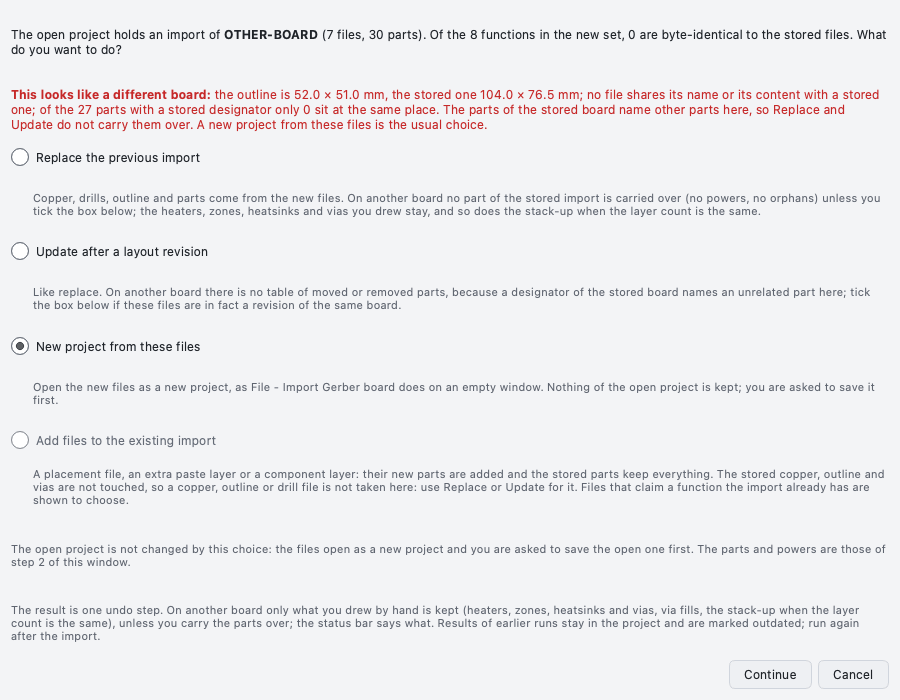 The open project holds an import of OTHER-BOARD (7 files, 30 parts). Of the 8 functions in the new set, 0 are byte-identical to the stored files. What
do you want to do?
This looks like a different board: the outline is 52.0 × 51.0 mm, the stored one 104.0 × 76.5 mm; no file shares its name or its content with a stored
one; of the 27 parts with a stored designator only 0 sit at the same place. The parts of the stored board name other parts here, so Replace and
Update do not carry them over. A new project from these files is the usual choice.
Replace the previous import
Copper, drills, outline and parts come from the new files. On another board no part of the stored import is carried over (no powers, no orphans) unless you
tick the box below; the heaters, zones, heatsinks and vias you drew stay, and so does the stack-up when the layer count is the same.
Update after a layout revision
Like replace. On another board there is no table of moved or removed parts, because a designator of the stored board names an unrelated part here; tick
the box below if these files are in fact a revision of the same board.
New project from these files
Open the new files as a new project, as File - Import Gerber board does on an empty window. Nothing of the open project is kept; you are asked to save it
first.
Add files to the existing import
A placement file, an extra paste layer or a component layer: their new parts are added and the stored parts keep everything. The stored copper, outline and
vias are not touched, so a copper, outline or drill file is not taken here: use Replace or Update for it. Files that claim a function the import already has are
shown to choose.
The open project is not changed by this choice: the files open as a new project and you are asked to save the open one first. The parts and powers are those of
step 2 of this window.
The result is one undo step. On another board only what you drew by hand is kept (heaters, zones, heatsinks and vias, via fills, the stack-up when the layer
count is the same), unless you carry the parts over; the status bar says what. Results of earlier runs stay in the project and are marked outdated; run again
after the import.
Continue
Cancel